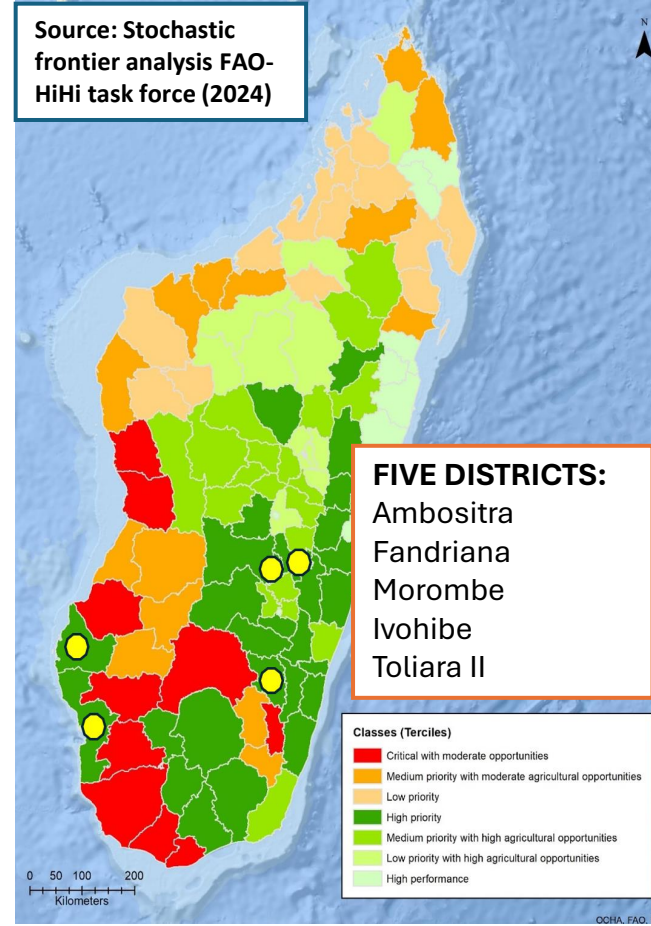 Source: Stochastic
frontier analysis FAO-
HiHi task force (2024)
N
FIVE DISTRICTS:
Ambositra
Fandriana
Morombe
Ivohibe
Toliara II
Classes (Terciles)
Critical with moderate opportunities
Medium priority with moderate agricultural opportunities
Low priority
High priority
Medium priority with high agricultural opportunities
Low priority with high agricultural opportunities
High performance
0 50 100 200
Kilometers
OCHA, FAO,